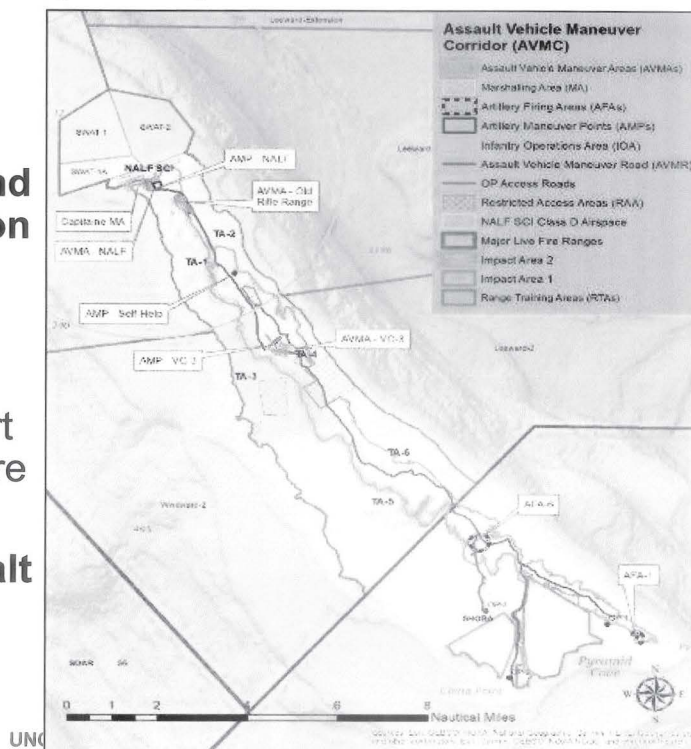 nd
on
rt
re
alt
UNC
Leeward-Extension
Assault Vehicle Maneuver
Corridor (AVMC)
Assault Vehicle Maneuver Areas (AVMAs)
Marshalling Area (MA)
Artillery Firing Areas (AFAs)
Artillery Maneuver Points (AMPs)
Infantry Operations Area (IOA)
Assault Vehicle Maneuver Road (AVMR)
OP Access Roads
Restricted Access Areas (RAA)
NALF SCI Class D Airspace
Major Live Fire Ranges
Impact Area 2
Impact Area 1
Range Training Areas (RTAs)
SWAT-1
SWAT-2
NALF SCI
AMP - NALF
AVMA - Old
Rifle Range
Capitaine MA
AVMA - NALF
TA-2
TA-1
AMP - Self Help
AVMA - VC-3
AMP - VC-3
TA-4
TA-3
Leeward-2
TA-6
TA-5
Windward-2
AFA-6
AFA-1
SHOBA
SOAR
Pyramid
Cove
China Point
N
W
E
S
0 2 4 6 8
Nautical Miles